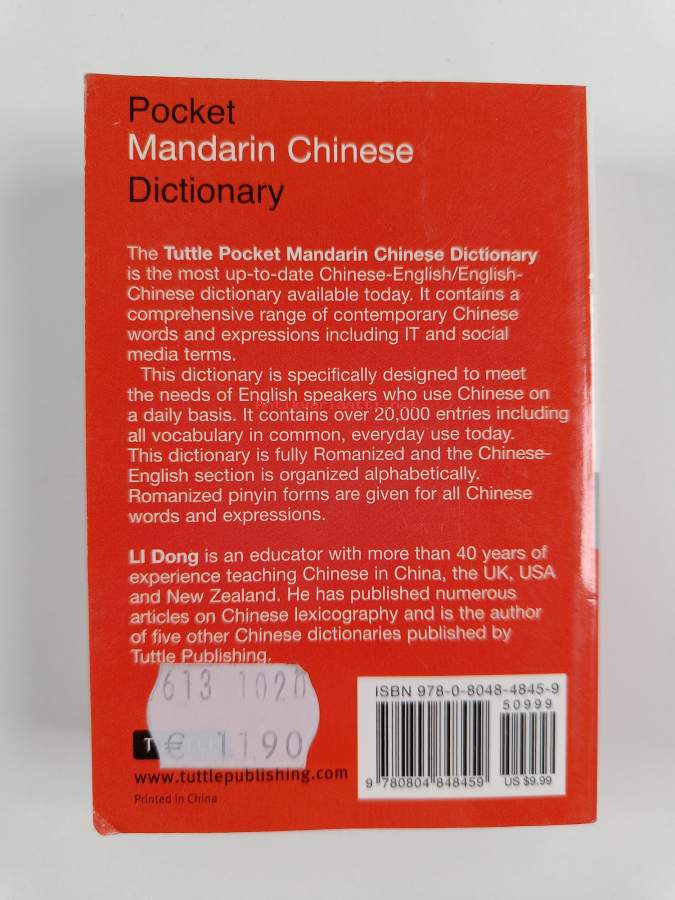 Pocket
Mandarin Chinese
Dictionary
The Tuttle Pocket Mandarin Chinese Dictionary
is the most up-to-date Chinese-English/English-
Chinese dictionary available today. It contains a
comprehensive range of contemporary Chinese
words and expressions including IT and social
media terms.
This dictionary is specifically designed to meet
the needs of English speakers who use Chinese on
a daily basis. It contains over 20,000 entries including
all vocabulary in common, everyday use today.
This dictionary is fully Romanized and the Chinese-
English section is organized alphabetically.
Romanized pinyin forms are given for all Chinese
words and expressions.
LI Dong is an educator with more than 40 years of
experience teaching Chinese in China, the UK, USA
and New Zealand. He has published numerous
articles on Chinese lexicography and is the author
of five other Chinese dictionaries published by
Tuttle Publishing.
613 1020
T € 11.90
www.tuttlepublishing.com
Printed in China
ISBN 978-0-8048-4845-9
50999
9 780804 848459
US $9.99